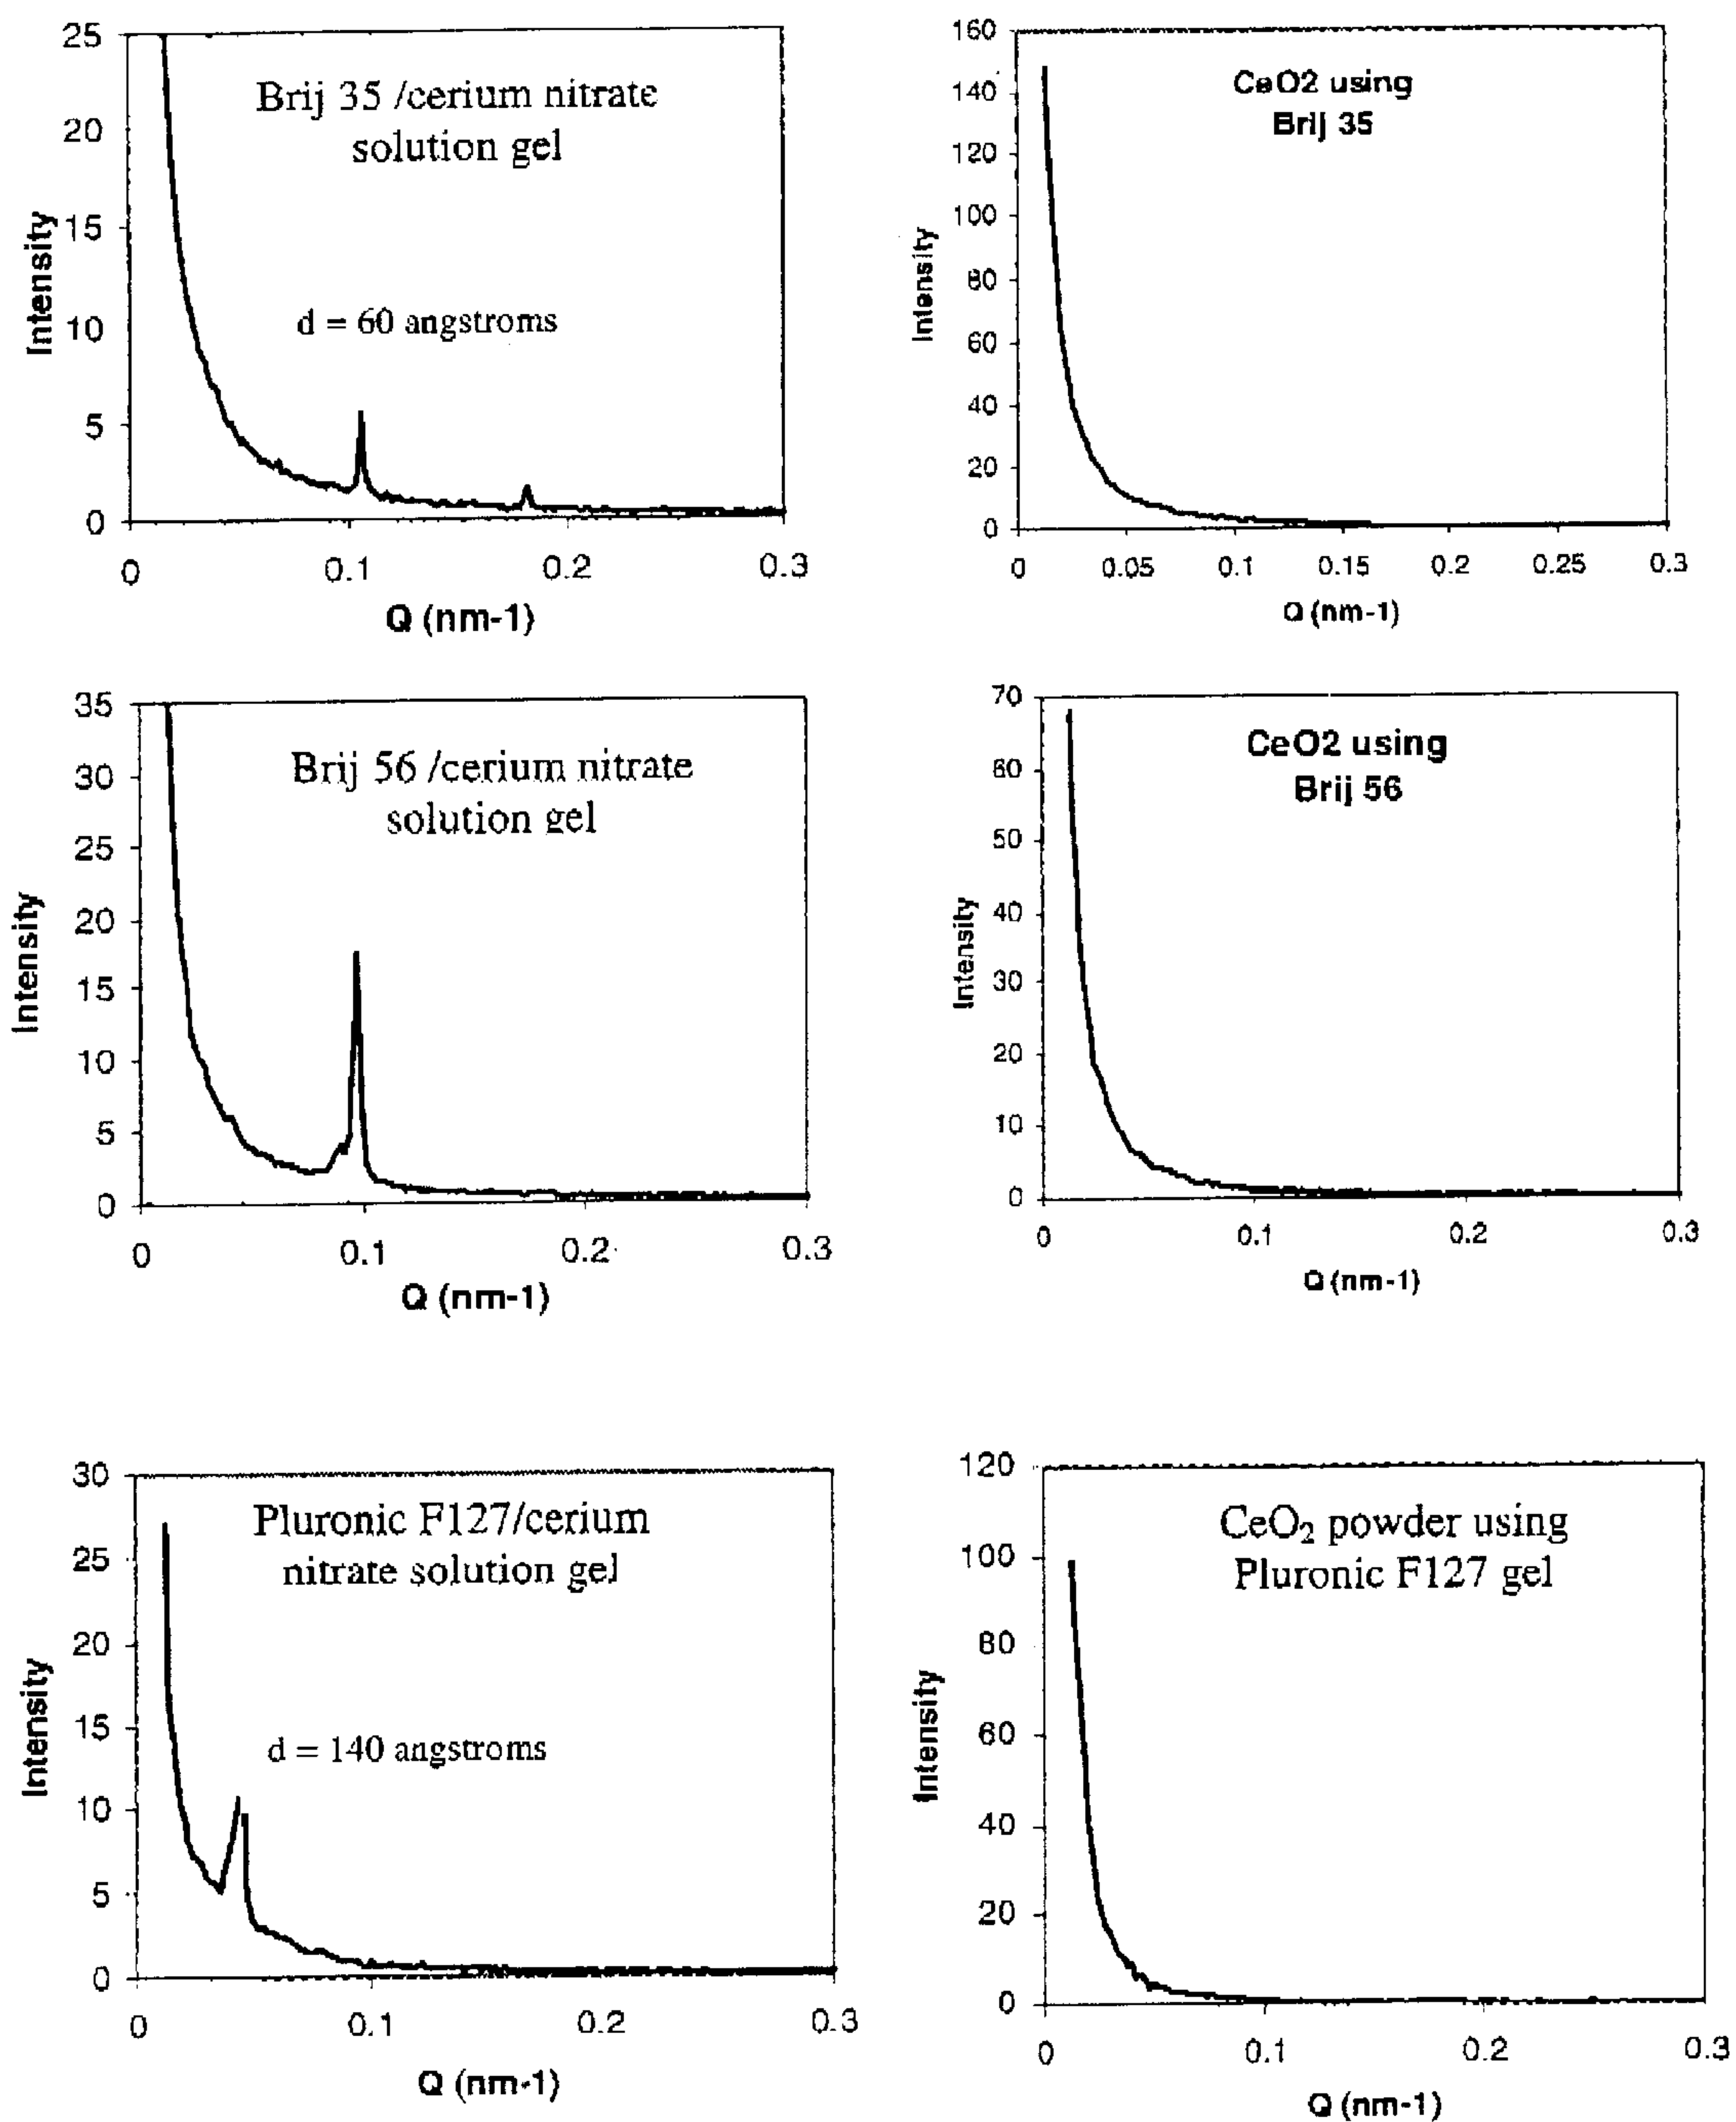 25
20
15
10
5
0
Intensity
Brij 35 /cerium nitrate
solution gel
d = 60 angstroms
0 0.1 0.2 0.3
Q (nm-1)
160
140
120
100
80
60
40
20
0
Intensity
CeO2 using
Brij 35
0 0.05 0.1 0.15 0.2 0.25 0.3
Q (nm-1)
35
30
25
20
15
10
5
0
Intensity
Brij 56 /cerium nitrate
solution gel
0 0.1 0.2 0.3
Q (nm-1)
70
60
50
40
30
20
10
0
Intensity
CeO2 using
Brij 56
0 0.1 0.2 0.3
Q (nm-1)
30
25
20
15
10
5
0
Intensity
Pluronic F127/cerium
nitrate solution gel
d = 140 angstroms
0 0.1 0.2 0.3
Q (nm-1)
120
100
80
60
40
20
0
Intensity
CeO₂ powder using
Pluronic F127 gel
0 0.1 0.2 0.3
Q (nm-1)